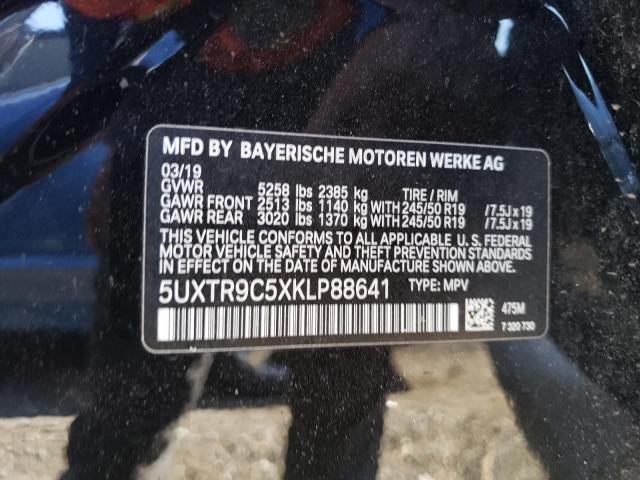 MFD BY BAYERISCHE MOTOREN WERKE AG
03/19
GVWR 5258 lbs 2385 kg TIRE / RIM
GAWR FRONT 2513 lbs 1140 kg WITH 245/50 R19 /7.5J x 19
GAWR REAR 3020 lbs 1370 kg WITH 245/50 R19 /7.5J x 19
THIS VEHICLE CONFORMS TO ALL APPLICABLE U. S. FEDERAL
MOTOR VEHICLE SAFETY, BUMPER AND THEFT PREVENTION STANDARDS
IN EFFECT ON THE DATE OF MANUFACTURE SHOWN ABOVE.
5UXTR9C5XKLP88641 TYPE: MPV
475M
7 320 730